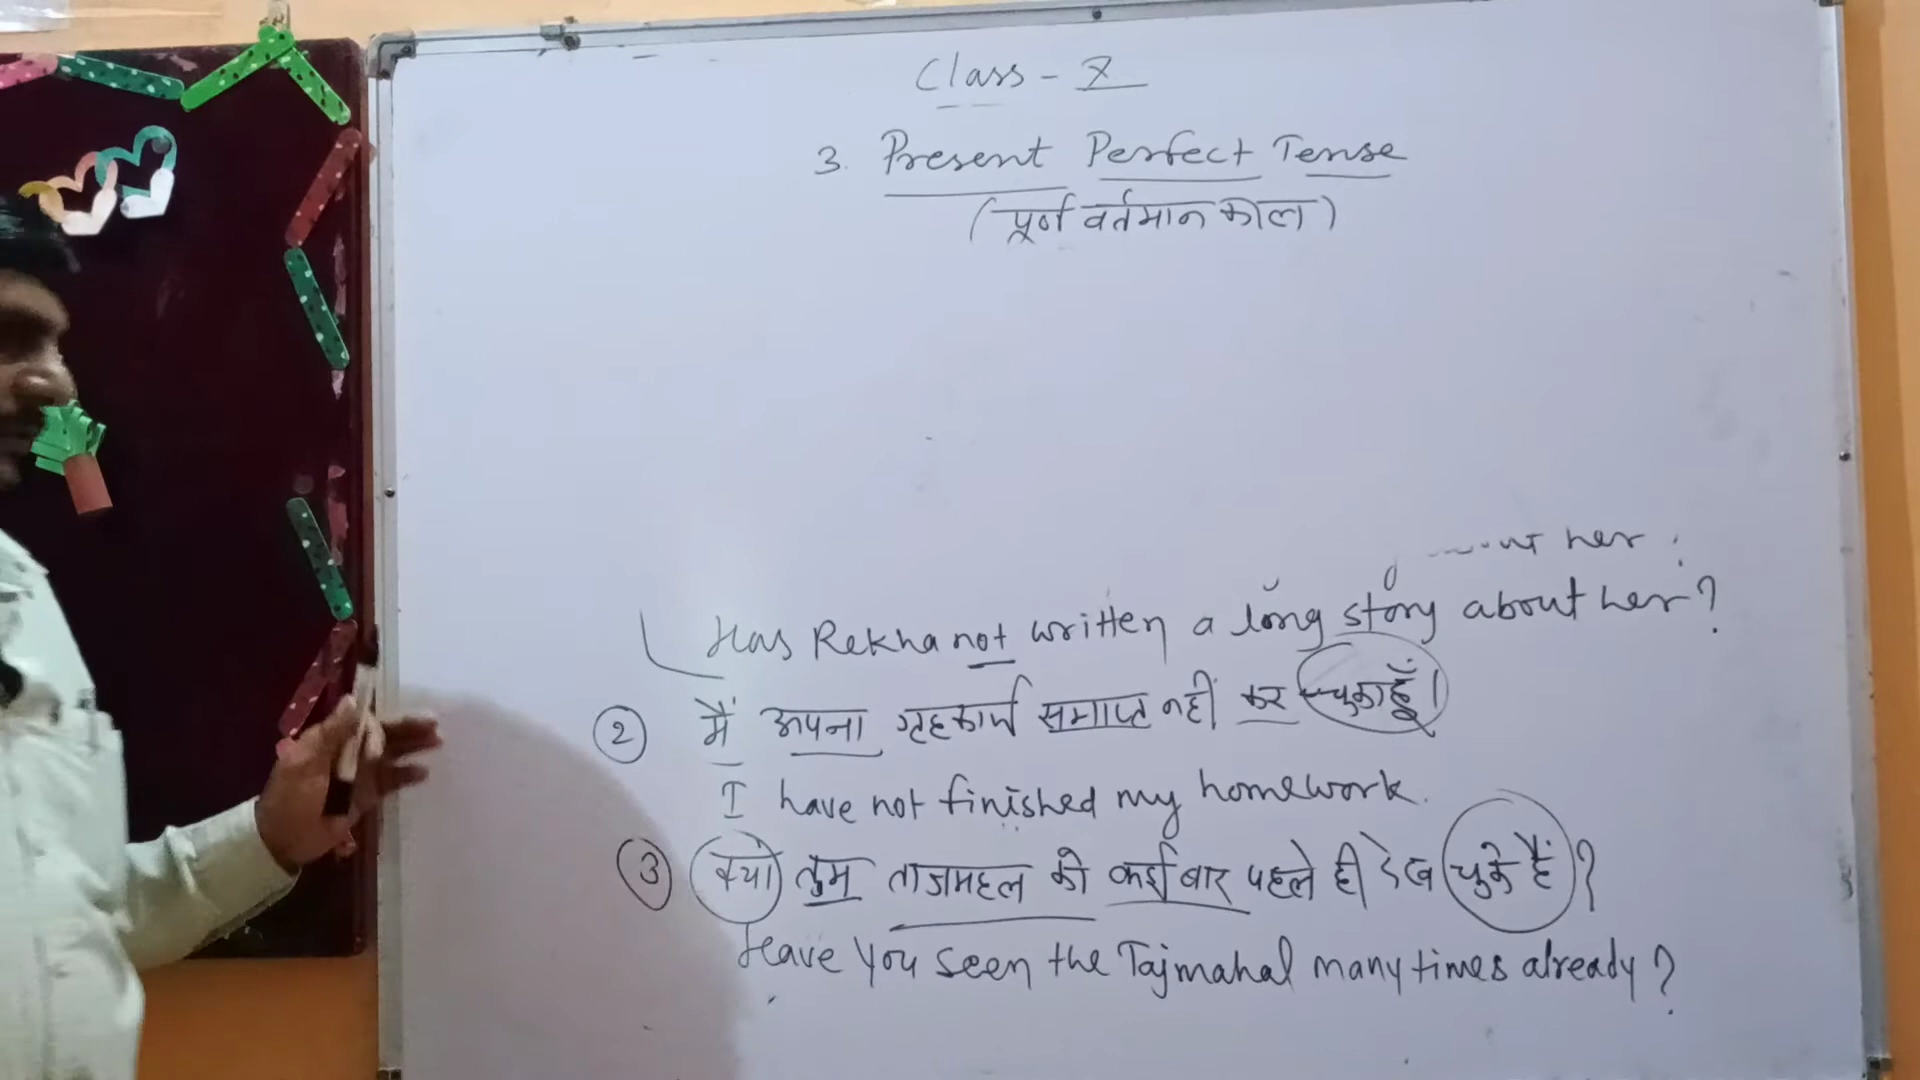 Class - X
3. Present Perfect Tense
(पूर्ण वर्तमान काल)
her.
Has Rekha not written a long story about her?
② मैं अपना गृहकार्य समाप्त नहीं कर चुका हूँ।
I have not finished my homework.
③ क्यों तुम ताजमहल को कई बार पहले ही देख चुके हैं?
Have you seen the Tajmahal many times already?